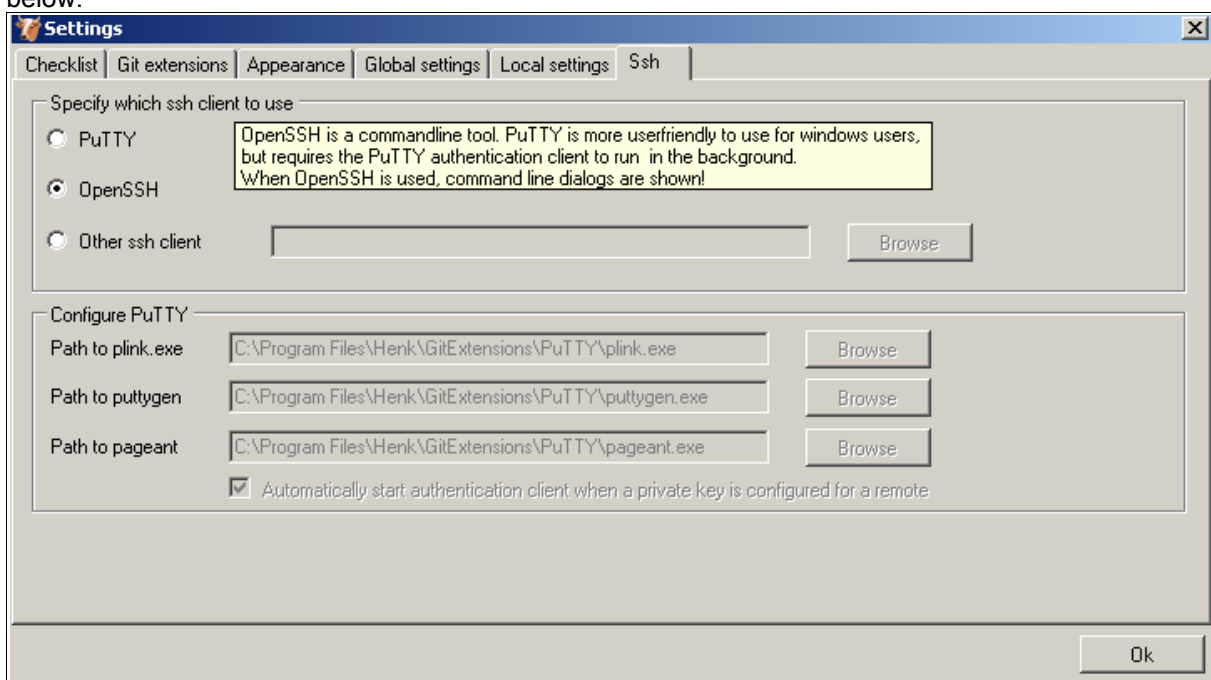 below.
Settings
Checklist Git extensions Appearance Global settings Local settings Ssh
Specify which ssh client to use
PuTTY
OpenSSH is a commandline tool. PuTTY is more userfriendly to use for windows users,
but requires the PuTTY authentication client to run  in the background.
When OpenSSH is used, command line dialogs are shown!
OpenSSH
Other ssh client
Browse
Configure PuTTY
Path to plink.exe C:\Program Files\Henk\GitExtensions\PuTTY\plink.exe Browse
Path to puttygen C:\Program Files\Henk\GitExtensions\PuTTY\puttygen.exe Browse
Path to pageant C:\Program Files\Henk\GitExtensions\PuTTY\pageant.exe Browse
Automatically start authentication client when a private key is configured for a remote
Ok